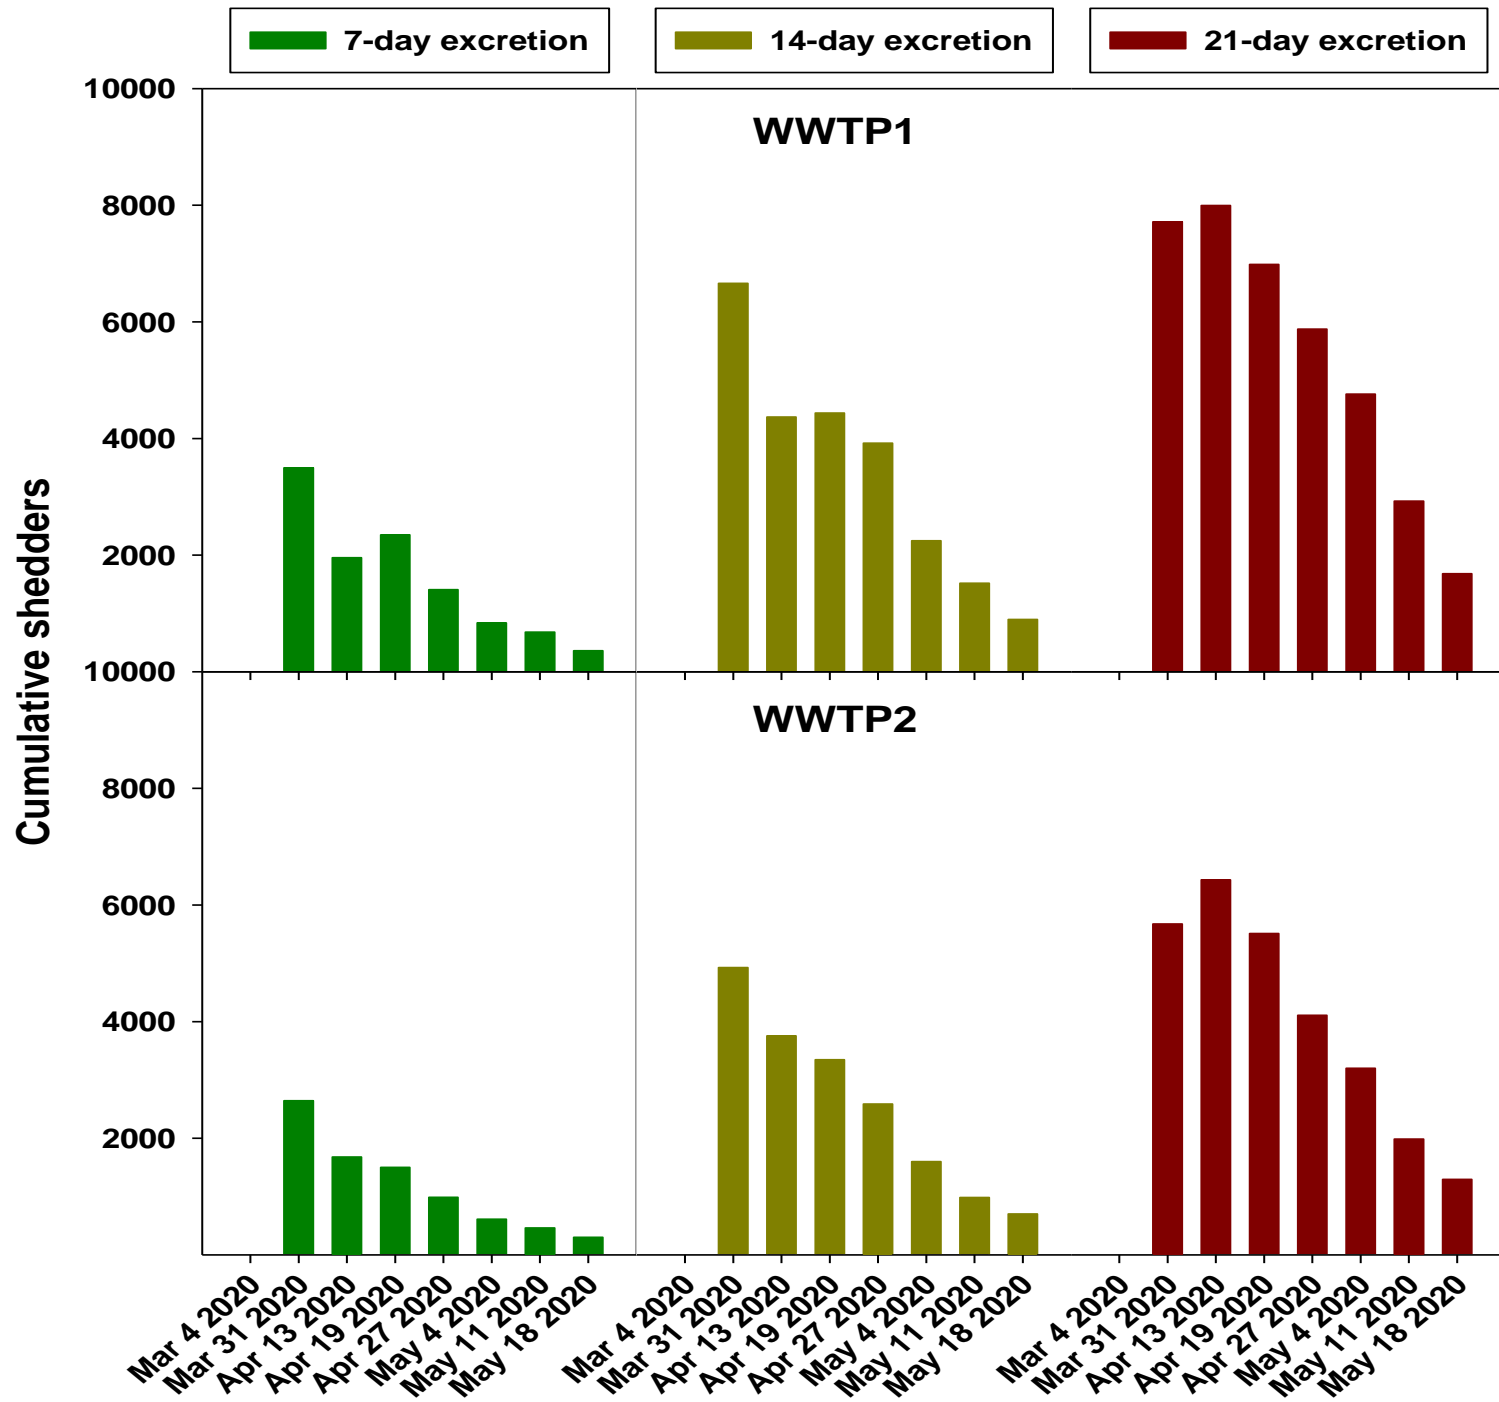 7-day excretion
14-day excretion
21-day excretion
10000
WWTP1
8000
6000
4000
2000
10000
WWTP2
8000
6000
4000
2000
Cumulative shedders
Mar 4 2020
Mar 31 2020
Apr 13 2020
Apr 19 2020
Apr 27 2020
May 4 2020
May 11 2020
May 18 2020
Mar 4 2020
Mar 31 2020
Apr 13 2020
Apr 19 2020
Apr 27 2020
May 4 2020
May 11 2020
May 18 2020
Mar 4 2020
Mar 31 2020
Apr 13 2020
Apr 19 2020
Apr 27 2020
May 4 2020
May 11 2020
May 18 2020